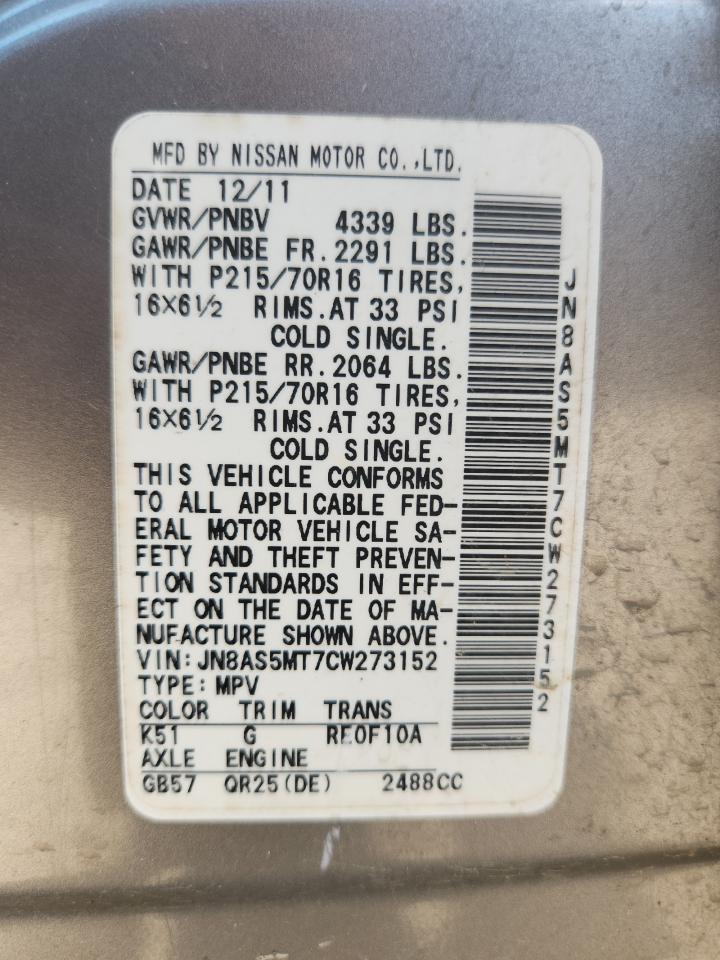 MFD BY NISSAN MOTOR CO.,LTD.
DATE 12/11
GVWR/PNBV 4339 LBS.
GAWR/PNBE FR.2291 LBS.
WITH P215/70R16 TIRES,
16X6½ RIMS.AT 33 PSI
COLD SINGLE.
GAWR/PNBE RR.2064 LBS.
WITH P215/70R16 TIRES,
16X6½ RIMS.AT 33 PSI
COLD SINGLE.
THIS VEHICLE CONFORMS
TO ALL APPLICABLE FED-
ERAL MOTOR VEHICLE SA-
FETY AND THEFT PREVEN-
TION STANDARDS IN EFF-
ECT ON THE DATE OF MA-
NUFACTURE SHOWN ABOVE.
VIN:JN8AS5MT7CW273152
TYPE:MPV
COLOR TRIM TRANS
K51 G RE0F10A
AXLE ENGINE
GB57 QR25(DE) 2488CC
JN8AS5MT7CW273152